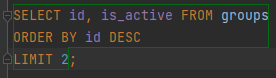 SELECT id, is_active FROM groups
ORDER BY id DESC
LIMIT 2;